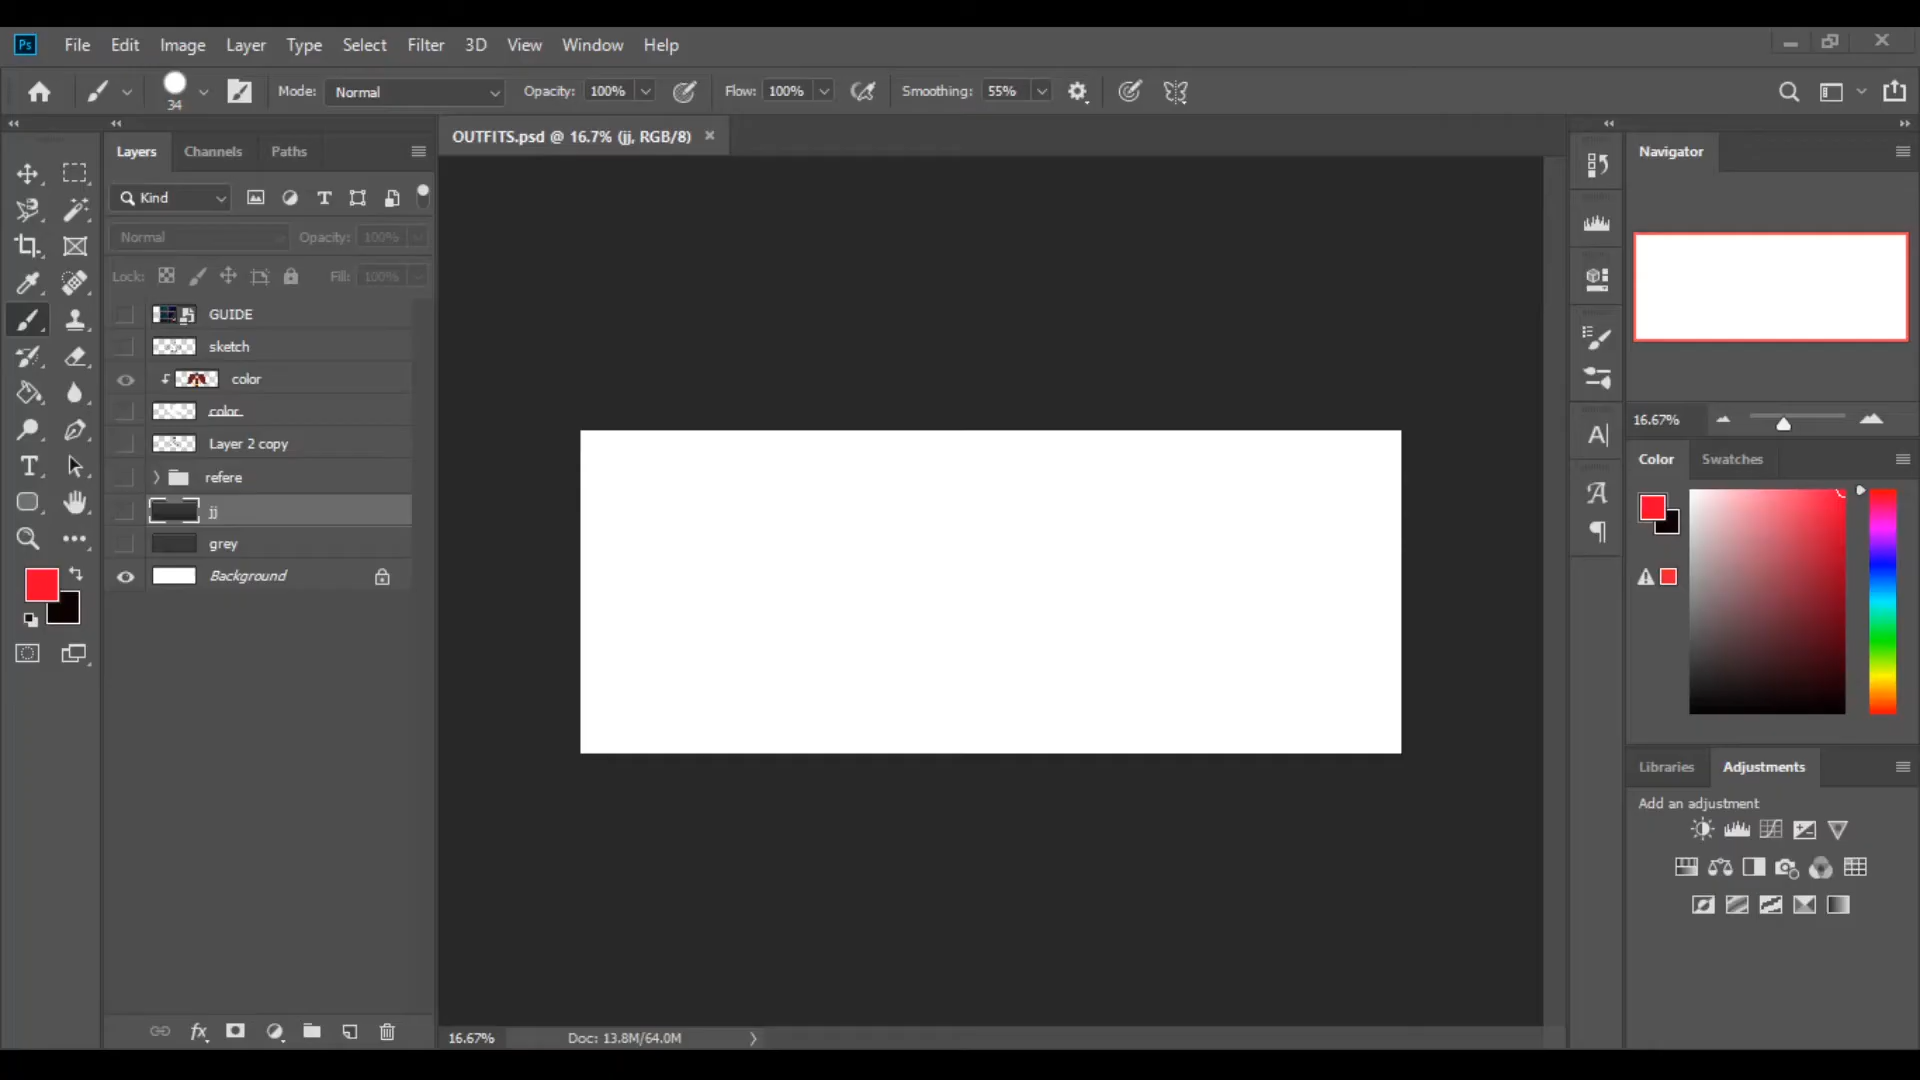 Ps File Edit Image Layer Type Select Filter 3D View Window Help
34 Mode: Normal Opacity: 100% Flow: 100% Smoothing: 55%
Layers Channels Paths
OUTFITS.psd @ 16.7% (jj, RGB/8)
Navigator
Kind
Normal Opacity: 100%
Lock: Fill: 100%
GUIDE
sketch
color
color
Layer 2 copy
refere
jj
grey
Background
16.67%
Color Swatches
Libraries Adjustments
Add an adjustment
fx
16.67% Doc: 13.8M/64.0M